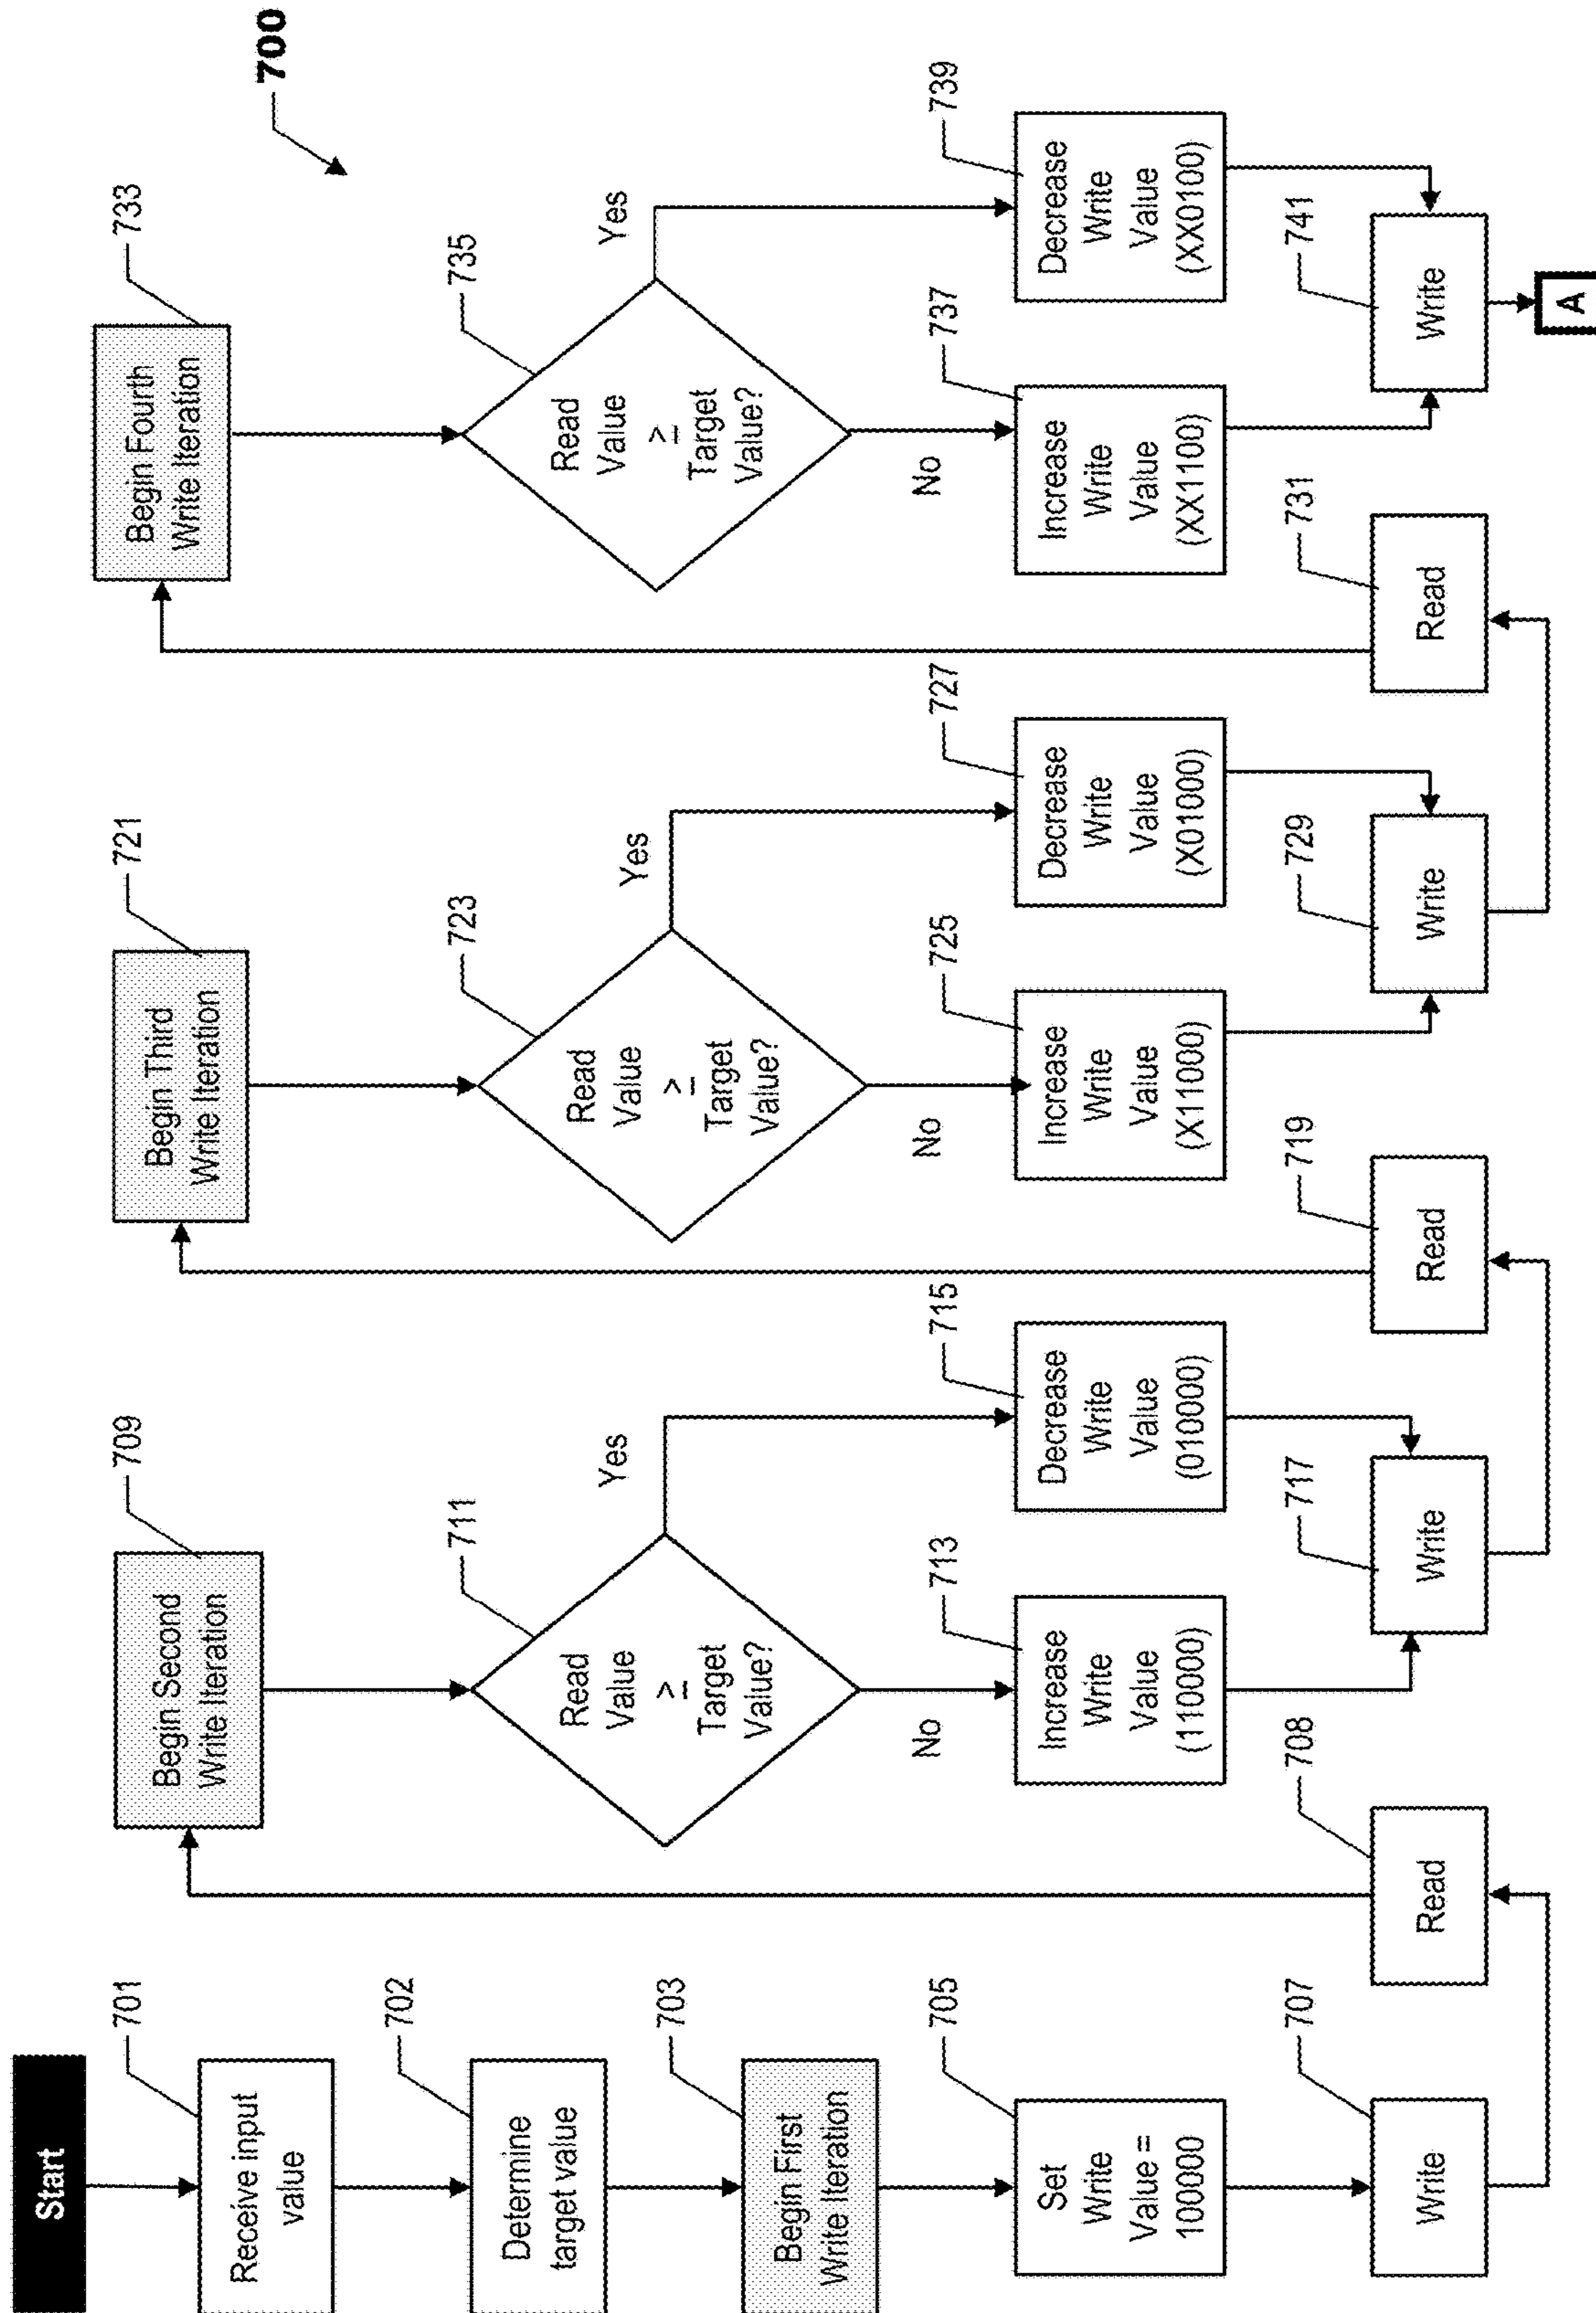 700
Start
701
Receive input
value
702
Determine
target value
703
Begin First
Write Iteration
705
Set
Write
Value =
100000
707
Write
708
Read
709
Begin Second
Write Iteration
711
Read
Value
≥
Target
Value?
No
Yes
713
Increase
Write
Value
(110000)
715
Decrease
Write
Value
(010000)
717
Write
719
Read
721
Begin Third
Write Iteration
723
Read
Value
≥
Target
Value?
No
Yes
725
Increase
Write
Value
(X11000)
727
Decrease
Write
Value
(X01000)
729
Write
731
Read
733
Begin Fourth
Write Iteration
735
Read
Value
≥
Target
Value?
No
Yes
737
Increase
Write
Value
(XX1100)
739
Decrease
Write
Value
(XX0100)
741
Write
A